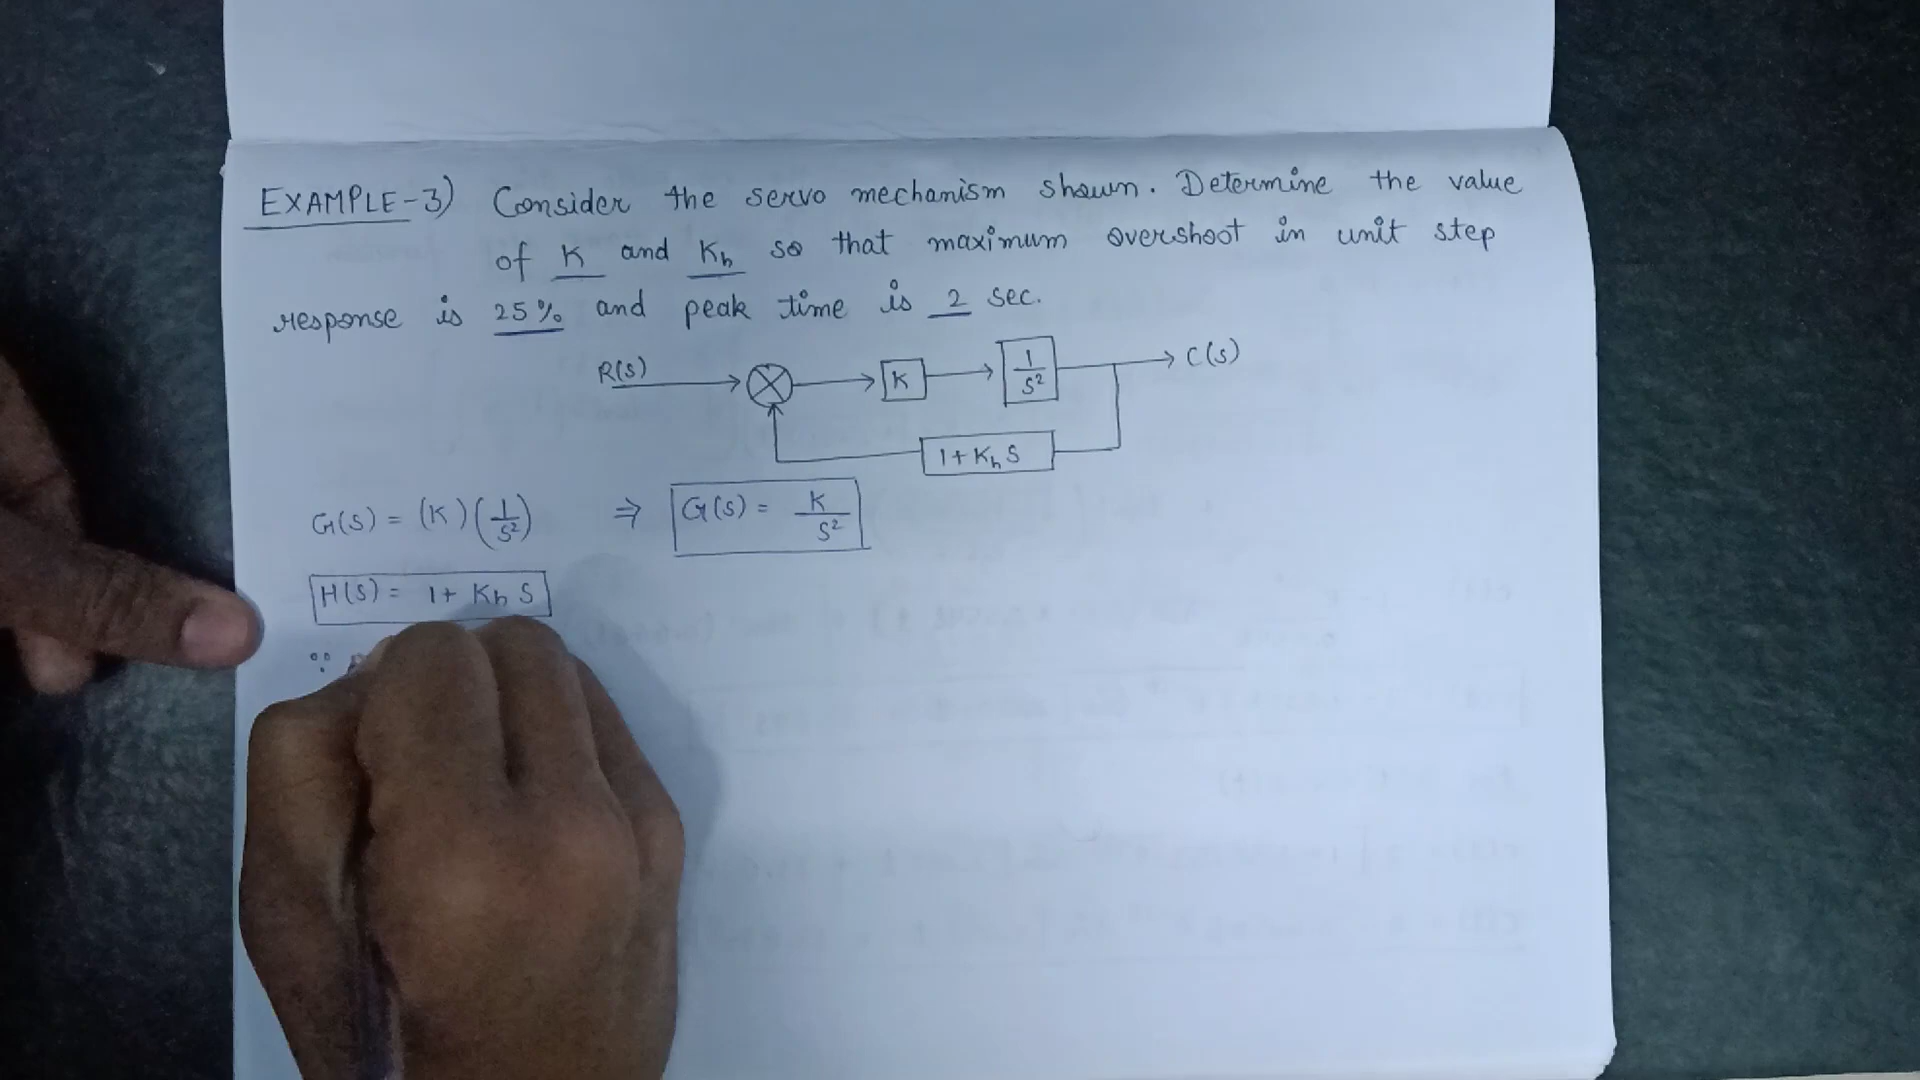 EXAMPLE-3) Consider the servo mechanism shown. Determine the value
of K and Kh so that maximum overshoot in unit step
response is 25% and peak time is 2 sec.
R(s) K 1/s² C(s)
1+KhS
G(s) = (K)(1/s²) ⇒ G(s) = K/s²
H(s) = 1+ Kh S
∵